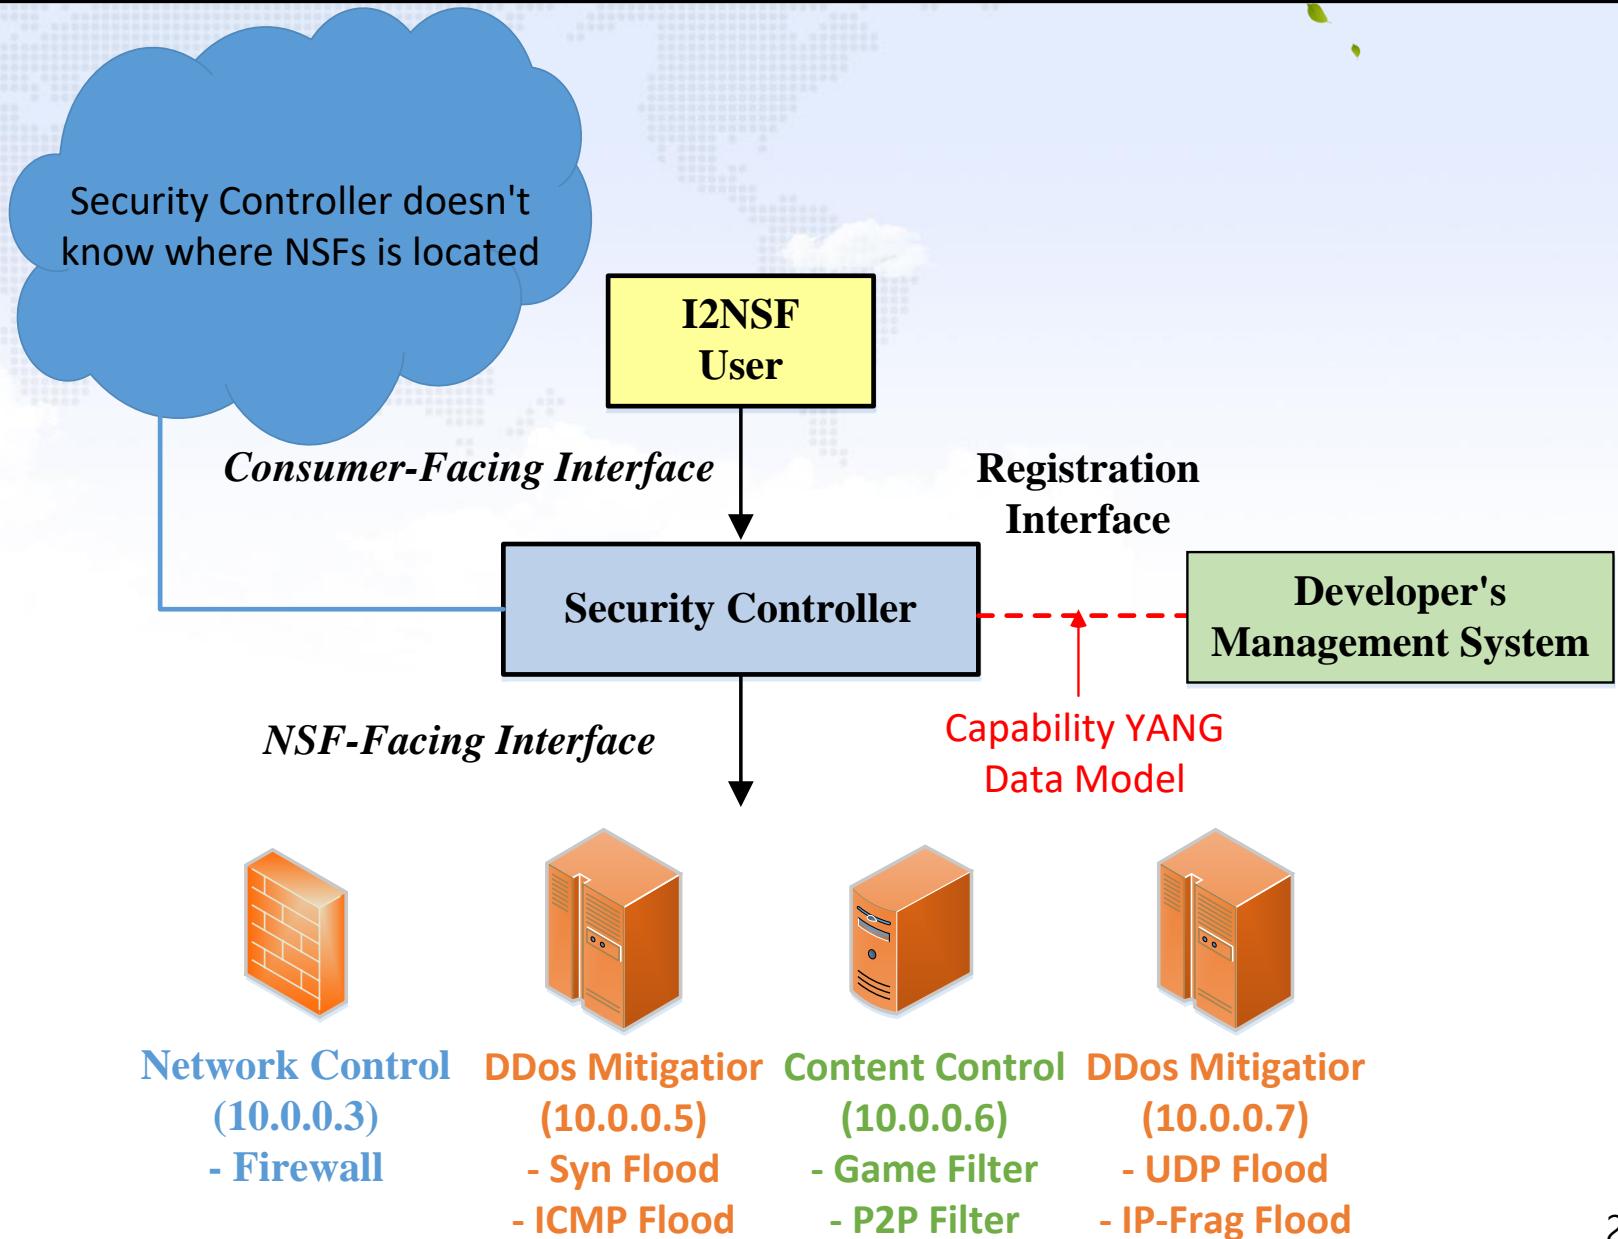 Security Controller doesn't
know where NSFs is located
I2NSF
User
Consumer-Facing Interface
Registration
Interface
Security Controller
Developer's
Management System
NSF-Facing Interface
Capability YANG
Data Model
Network Control
(10.0.0.3)
- Firewall
DDos Mitigatior
(10.0.0.5)
- Syn Flood
- ICMP Flood
Content Control
(10.0.0.6)
- Game Filter
- P2P Filter
DDos Mitigatior
(10.0.0.7)
- UDP Flood
- IP-Frag Flood